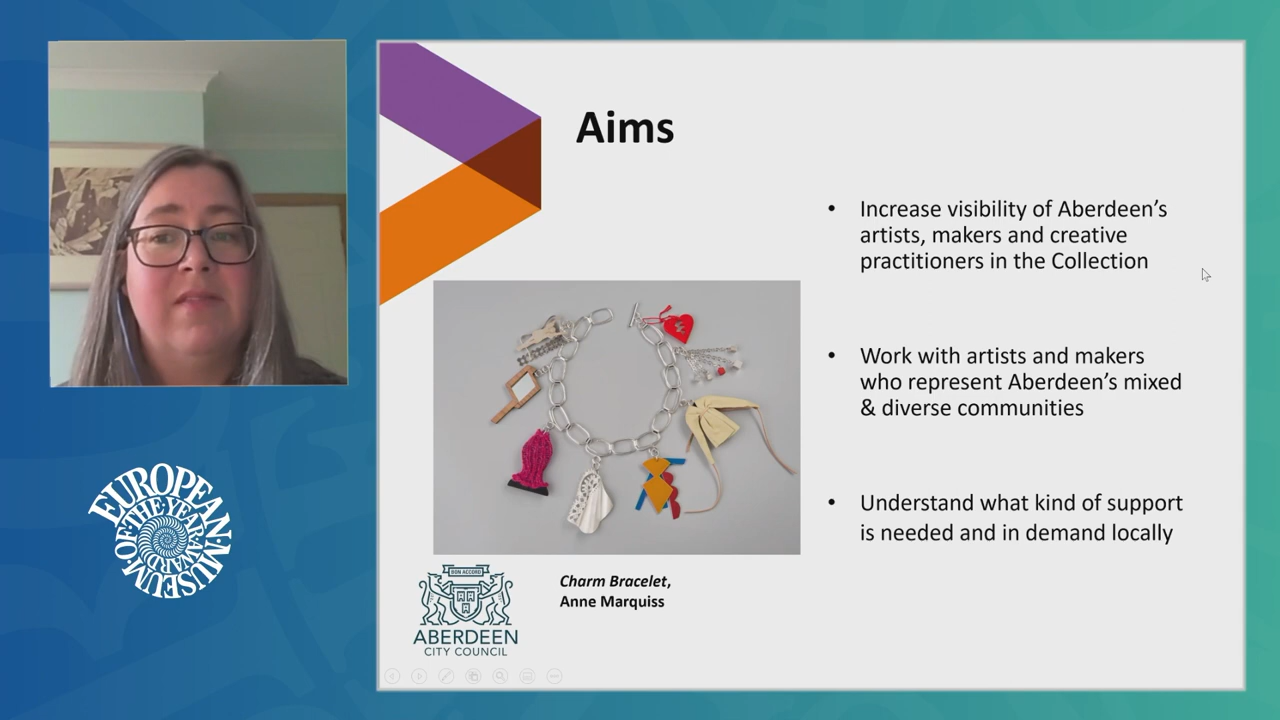 Aims
• Increase visibility of Aberdeen’s
artists, makers and creative
practitioners in the Collection
• Work with artists and makers
who represent Aberdeen’s mixed
& diverse communities
• Understand what kind of support
is needed and in demand locally
Charm Bracelet,
Anne Marquiss
BON ACCORD
ABERDEEN
CITY COUNCIL
EUROPEAN MUSEUM
OF THE YEAR AWARD